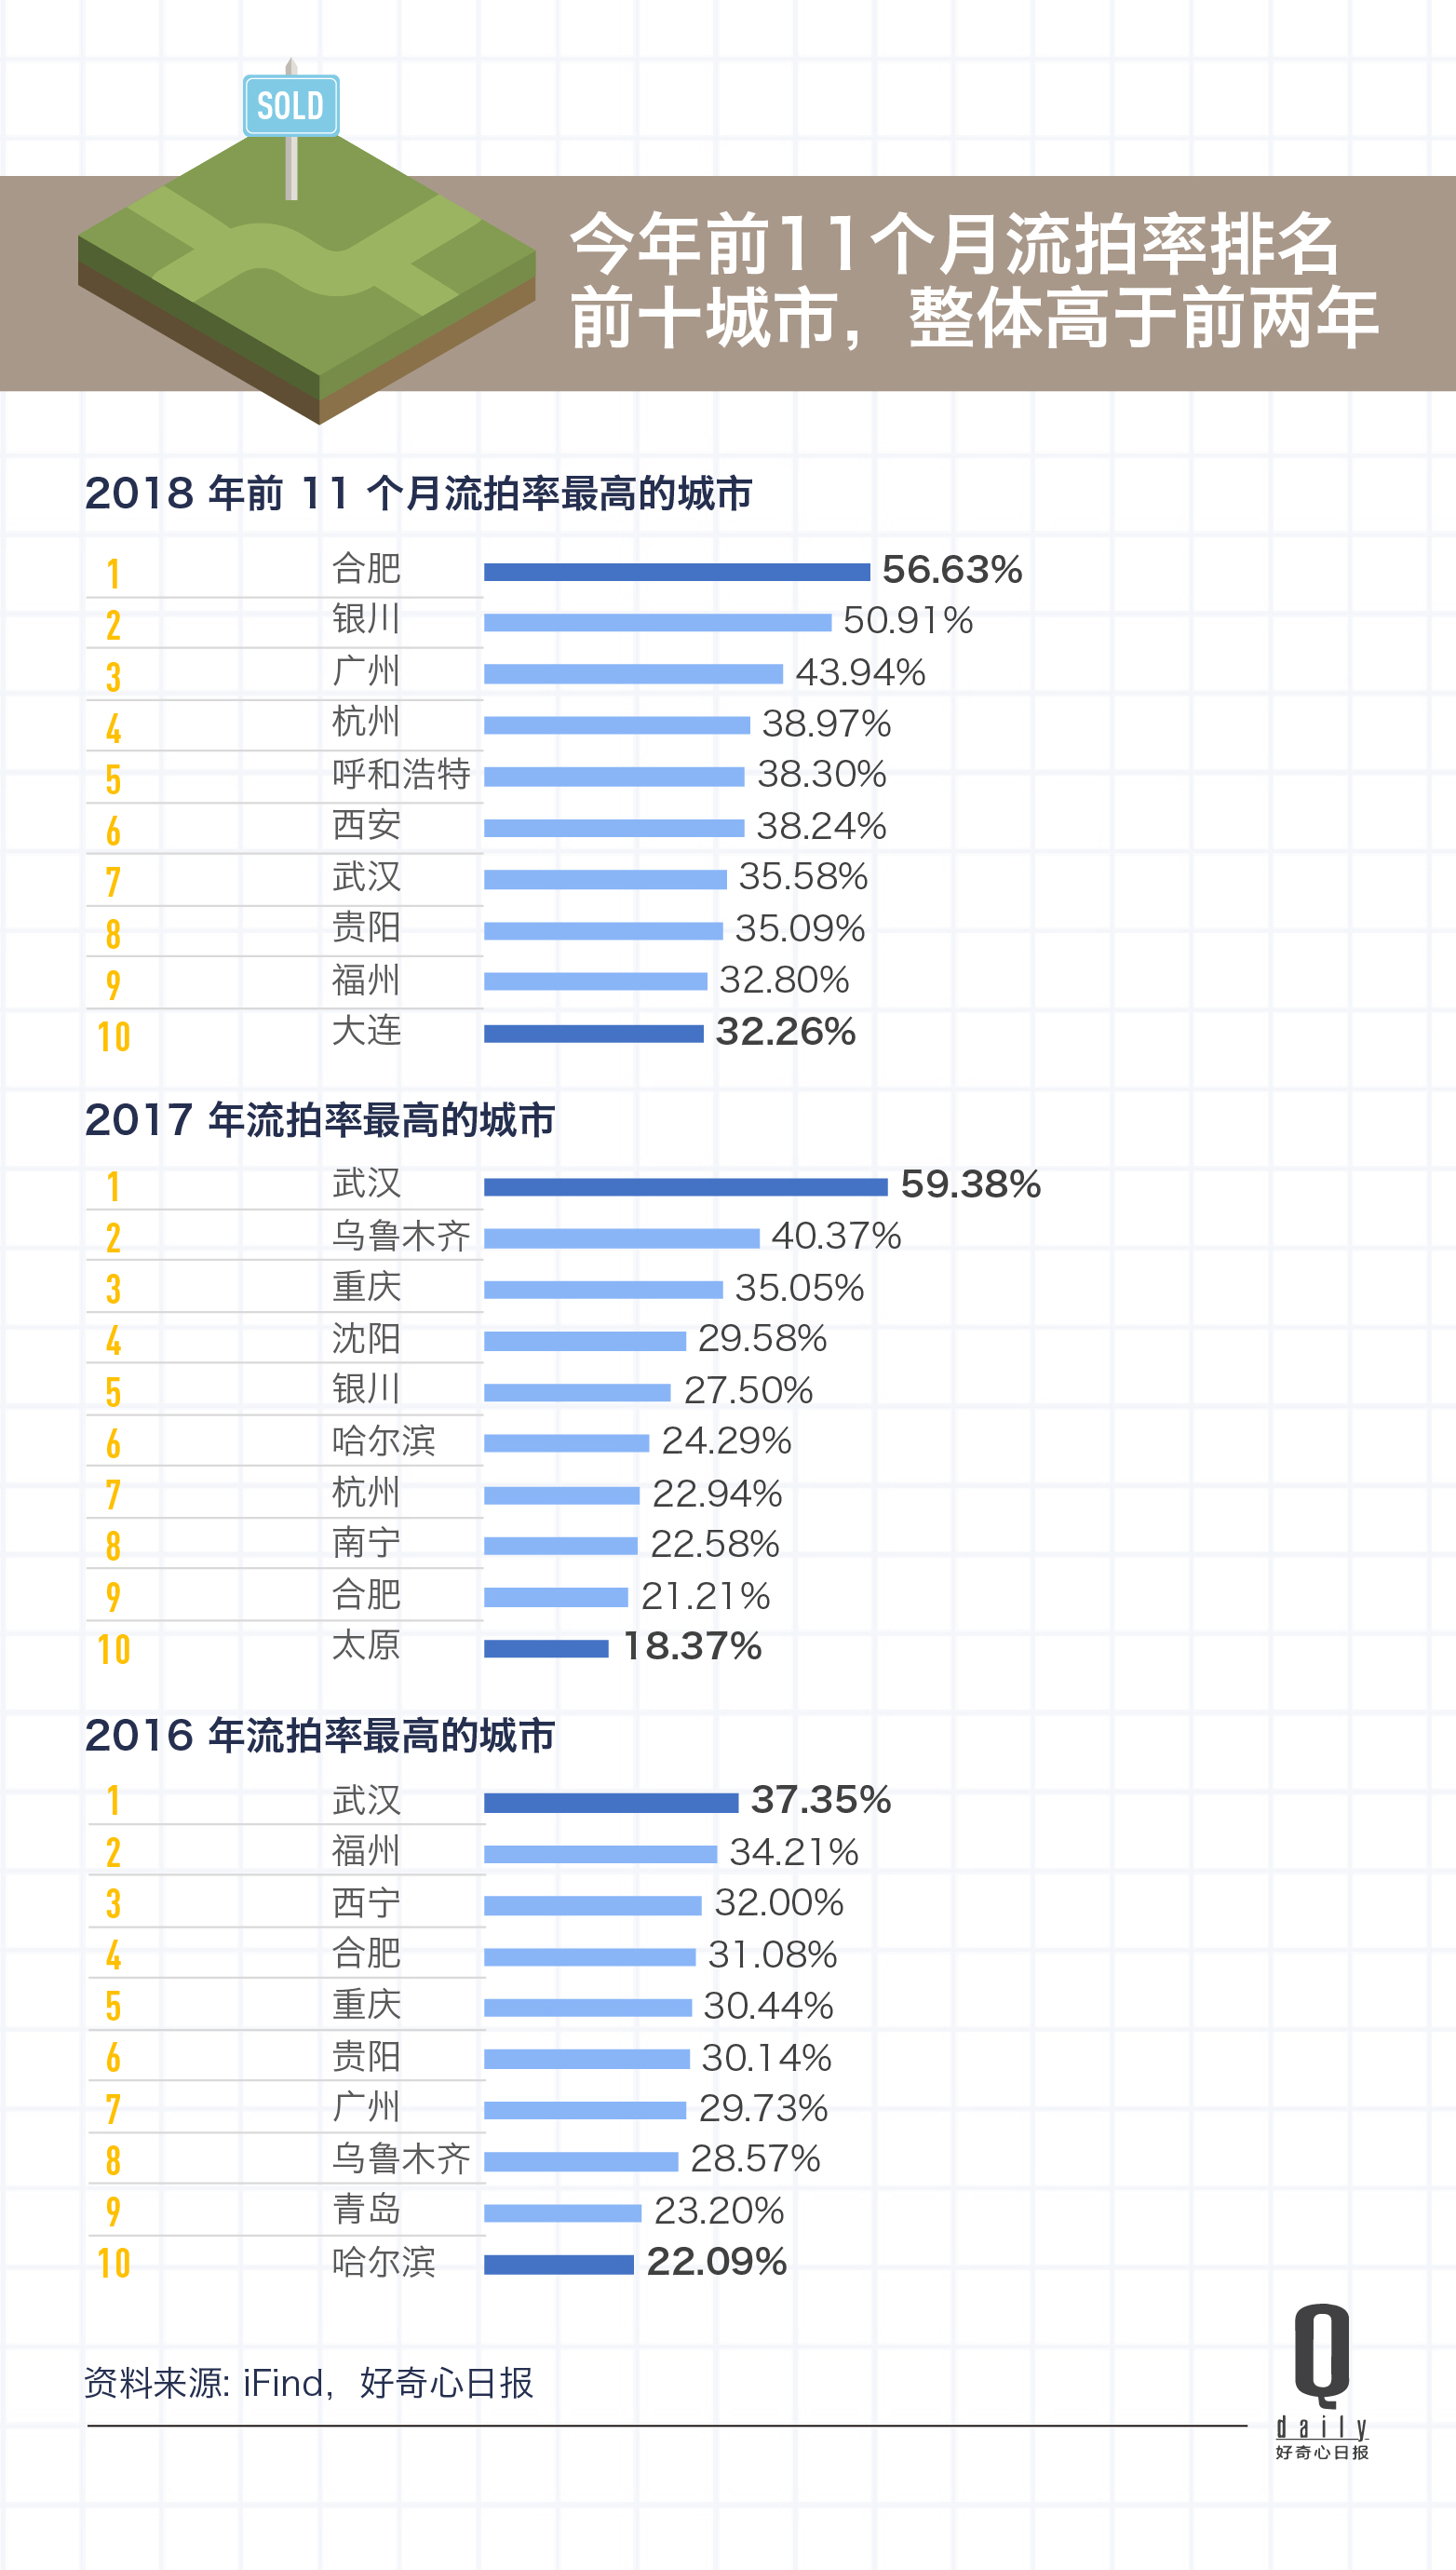 SOLD
今年前11个月流拍率排名
前十城市，整体高于前两年
2018 年前 11 个月流拍率最高的城市
1 合肥 56.63%
2 银川 50.91%
3 广州 43.94%
4 杭州 38.97%
5 呼和浩特 38.30%
6 西安 38.24%
7 武汉 35.58%
8 贵阳 35.09%
9 福州 32.80%
10 大连 32.26%
2017 年流拍率最高的城市
1 武汉 59.38%
2 乌鲁木齐 40.37%
3 重庆 35.05%
4 沈阳 29.58%
5 银川 27.50%
6 哈尔滨 24.29%
7 杭州 22.94%
8 南宁 22.58%
9 合肥 21.21%
10 太原 18.37%
2016 年流拍率最高的城市
1 武汉 37.35%
2 福州 34.21%
3 西宁 32.00%
4 合肥 31.08%
5 重庆 30.44%
6 贵阳 30.14%
7 广州 29.73%
8 乌鲁木齐 28.57%
9 青岛 23.20%
10 哈尔滨 22.09%
资料来源: iFind，好奇心日报
Q
daily
好奇心日报